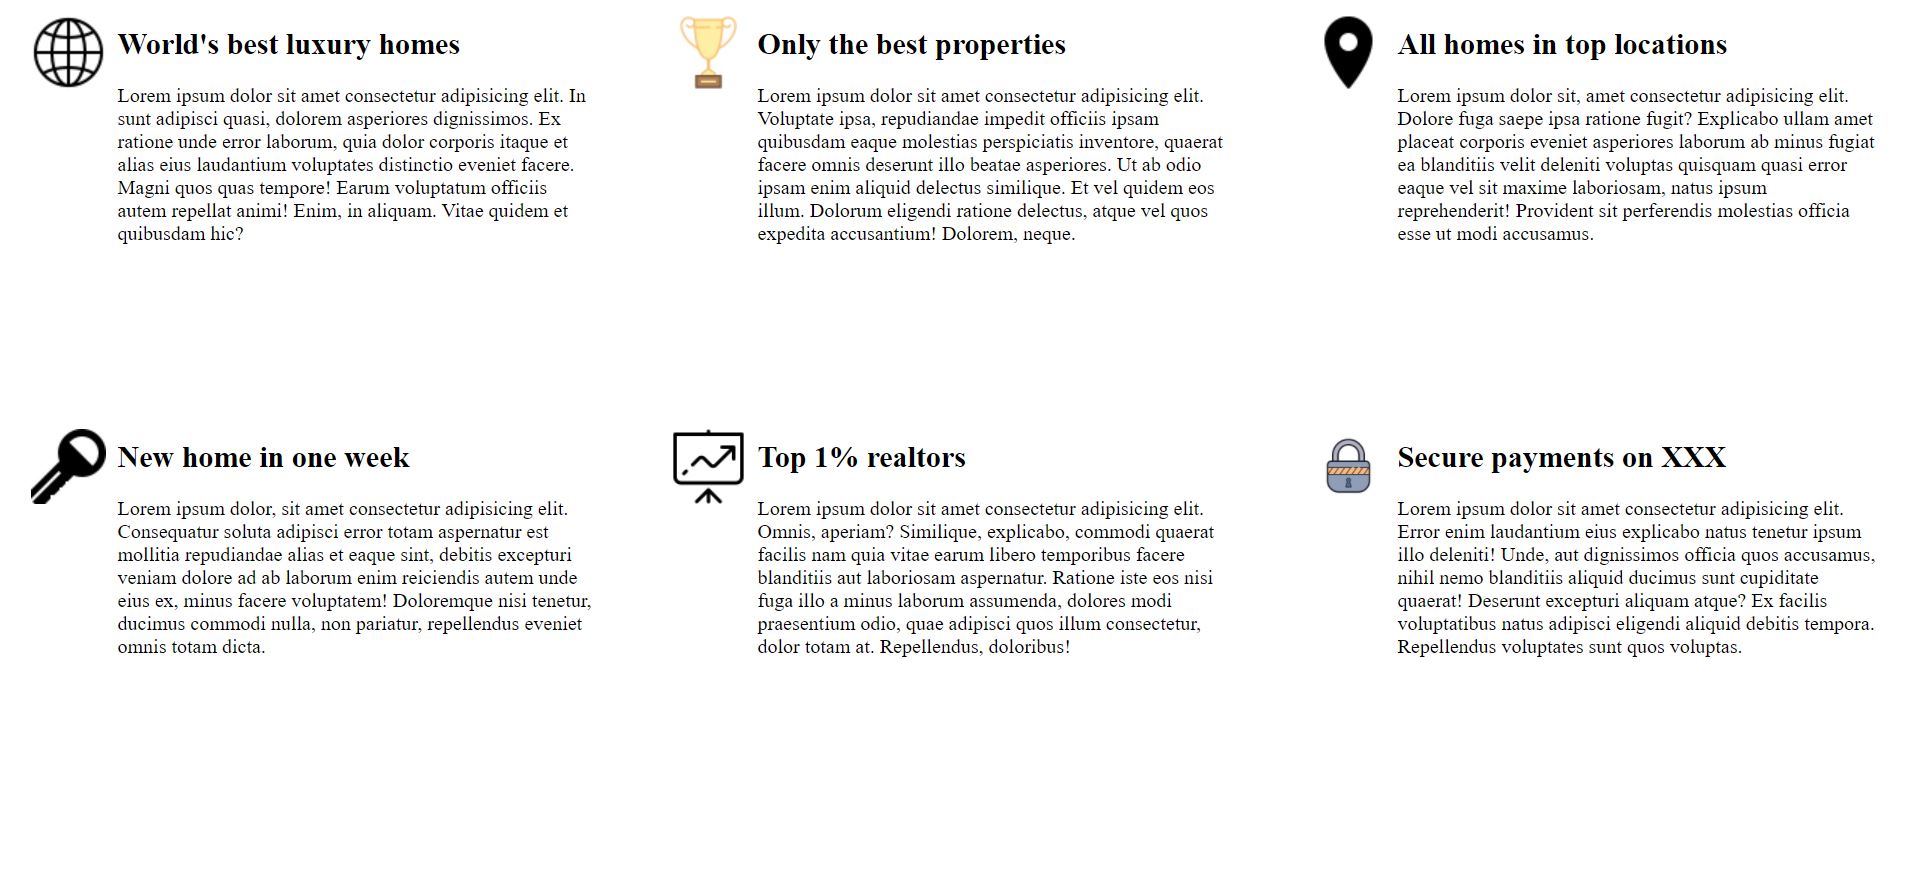 World's best luxury homes
Lorem ipsum dolor sit amet consectetur adipisicing elit. In
sunt adipisci quasi, dolorem asperiores dignissimos. Ex
ratione unde error laborum, quia dolor corporis itaque et
alias eius laudantium voluptates distinctio eveniet facere.
Magni quos quas tempore! Earum voluptatum officiis
autem repellat animi! Enim, in aliquam. Vitae quidem et
quibusdam hic?
Only the best properties
Lorem ipsum dolor sit amet consectetur adipisicing elit.
Voluptate ipsa, repudiandae impedit officiis ipsam
quibusdam eaque molestias perspiciatis inventore, quaerat
facere omnis deserunt illo beatae asperiores. Ut ab odio
ipsam enim aliquid delectus similique. Et vel quidem eos
illum. Dolorum eligendi ratione delectus, atque vel quos
expedita accusantium! Dolorem, neque.
All homes in top locations
Lorem ipsum dolor sit, amet consectetur adipisicing elit.
Dolore fuga saepe ipsa ratione fugit? Explicabo ullam amet
placeat corporis eveniet asperiores laborum ab minus fugiat
ea blanditiis velit deleniti voluptas quisquam quasi error
eaque vel sit maxime laboriosam, natus ipsum
reprehenderit! Provident sit perferendis molestias officia
esse ut modi accusamus.
New home in one week
Lorem ipsum dolor, sit amet consectetur adipisicing elit.
Consequatur soluta adipisci error totam aspernatur est
mollitia repudiandae alias et eaque sint, debitis excepturi
veniam dolore ad ab laborum enim reiciendis autem unde
eius ex, minus facere voluptatem! Doloremque nisi tenetur,
ducimus commodi nulla, non pariatur, repellendus eveniet
omnis totam dicta.
Top 1% realtors
Lorem ipsum dolor sit amet consectetur adipisicing elit.
Omnis, aperiam? Similique, explicabo, commodi quaerat
facilis nam quia vitae earum libero temporibus facere
blanditiis aut laboriosam aspernatur. Ratione iste eos nisi
fuga illo a minus laborum assumenda, dolores modi
praesentium odio, quae adipisci quos illum consectetur,
dolor totam at. Repellendus, doloribus!
Secure payments on XXX
Lorem ipsum dolor sit amet consectetur adipisicing elit.
Error enim laudantium eius explicabo natus tenetur ipsum
illo deleniti! Unde, aut dignissimos officia quos accusamus,
nihil nemo blanditiis aliquid ducimus sunt cupiditate
quaerat! Deserunt excepturi aliquam atque? Ex facilis
voluptatibus natus adipisci eligendi aliquid debitis tempora.
Repellendus voluptates sunt quos voluptas.